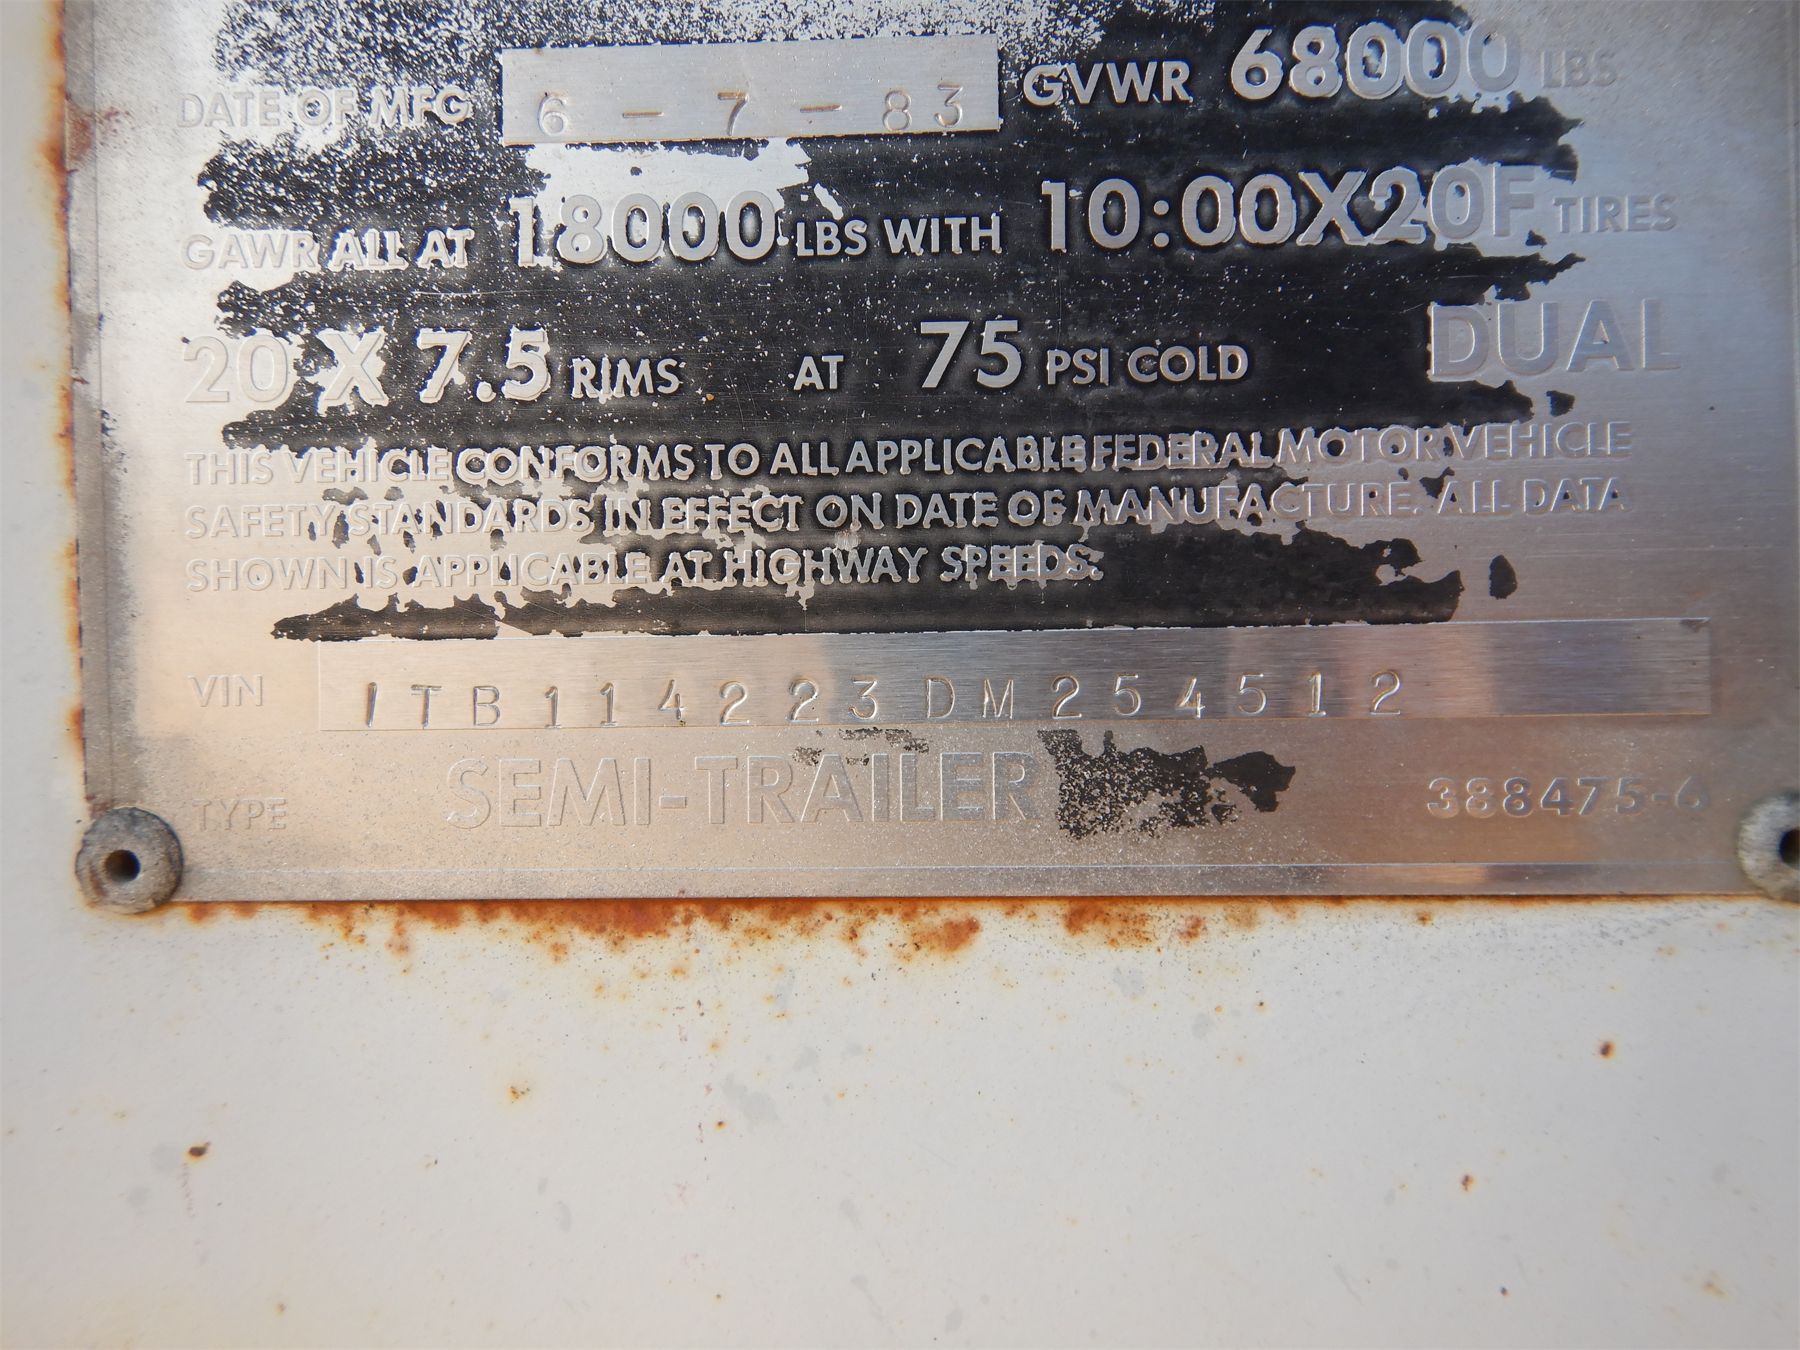 DATE OF MFG 6 - 7 - 83 GVWR 68000 LBS
GAWR ALL AT 18000 LBS WITH 10:00X20F TIRES
20 X 7.5 RIMS AT 75 PSI COLD DUAL
THIS VEHICLE CONFORMS TO ALL APPLICABLE FEDERAL MOTOR VEHICLE
SAFETY STANDARDS IN EFFECT ON DATE OF MANUFACTURE. ALL DATA
SHOWN IS APPLICABLE AT HIGHWAY SPEEDS.
VIN 1TB114223DM254512
TYPE SEMI-TRAILER 388475-6